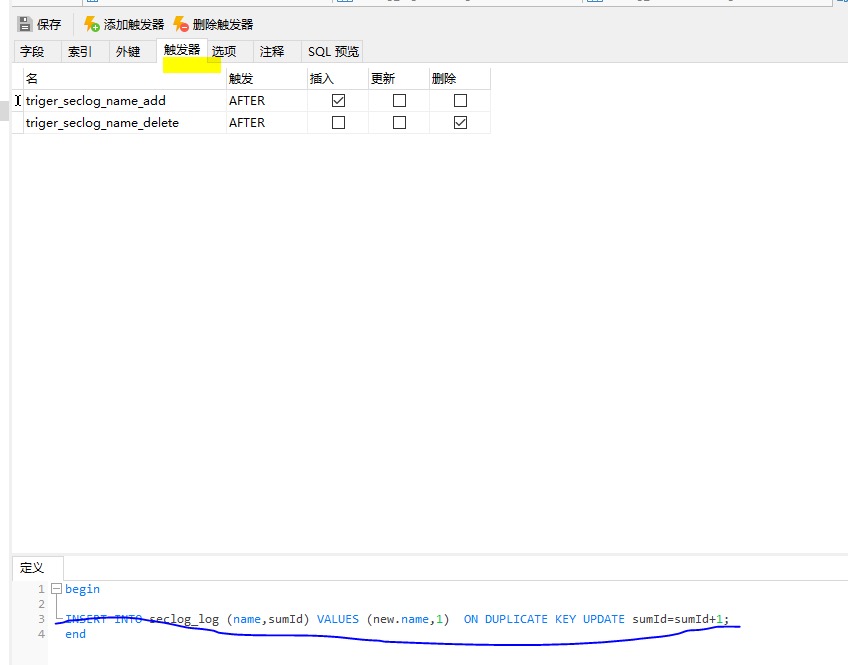 保存 添加触发器 删除触发器
字段 索引 外键 触发器 选项 注释 SQL 预览
名 触发 插入 更新 删除
triger_seclog_name_add AFTER
triger_seclog_name_delete AFTER
定义
1 begin
2
3 INSERT INTO seclog_log (name,sumId) VALUES (new.name,1)  ON DUPLICATE KEY UPDATE sumId=sumId+1;
4 end